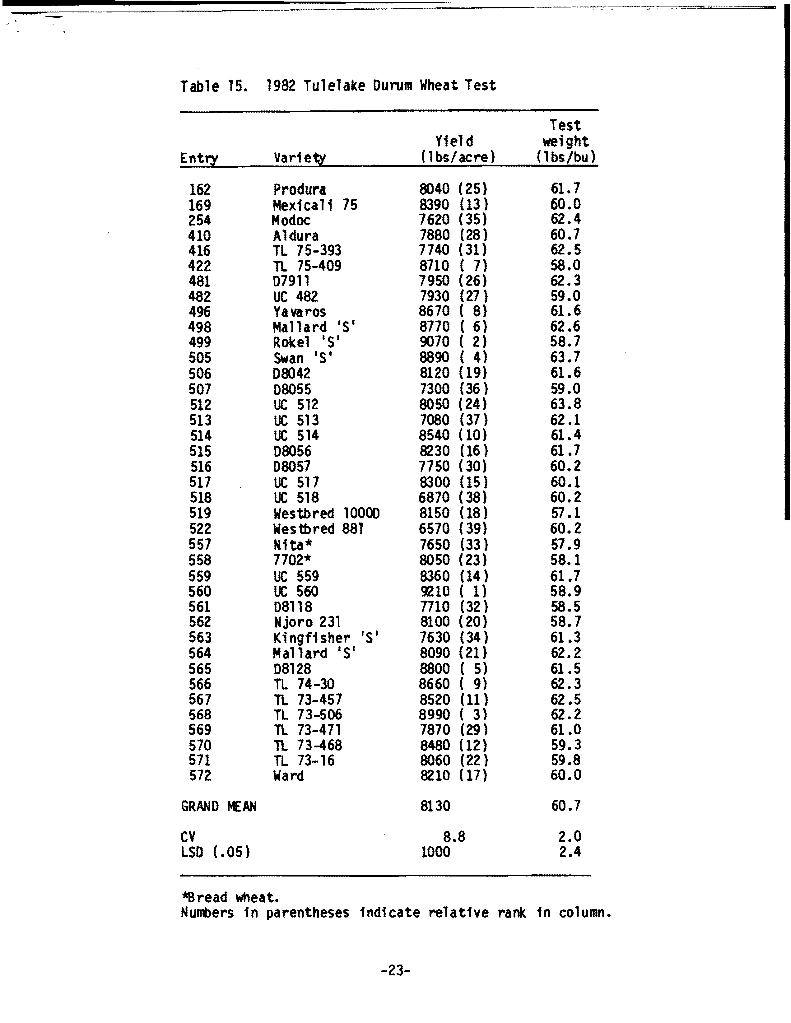 Table 15. 1982 Tulelake Durum Wheat Test
Test
Yield weight
Entry Variety (lbs/acre) (lbs/bu)
162 Produra 8040 (25) 61.7
169 Mexicali 75 8390 (13) 60.0
254 Modoc 7620 (35) 62.4
410 Aldura 7880 (28) 60.7
416 TL 75-393 7740 (31) 62.5
422 TL 75-409 8710 ( 7) 58.0
481 D7911 7950 (26) 62.3
482 UC 482 7930 (27) 59.0
496 Yavaros 8670 ( 8) 61.6
498 Mallard 'S' 8770 ( 6) 62.6
499 Rokel 'S' 9070 ( 2) 58.7
505 Swan 'S' 8890 ( 4) 63.7
506 D8042 8120 (19) 61.6
507 D8055 7300 (36) 59.0
512 UC 512 8050 (24) 63.8
513 UC 513 7080 (37) 62.1
514 UC 514 8540 (10) 61.4
515 D8056 8230 (16) 61.7
516 D8057 7750 (30) 60.2
517 UC 517 8300 (15) 60.1
518 UC 518 6870 (38) 60.2
519 Westbred 1000D 8150 (18) 57.1
522 Westbred 881 6570 (39) 60.2
557 Nita* 7650 (33) 57.9
558 7702* 8050 (23) 58.1
559 UC 559 8360 (14) 61.7
560 UC 560 9210 ( 1) 58.9
561 D8118 7710 (32) 58.5
562 Njoro 231 8100 (20) 58.7
563 Kingfisher 'S' 7630 (34) 61.3
564 Mallard 'S' 8090 (21) 62.2
565 D8128 8800 ( 5) 61.5
566 TL 74-30 8660 ( 9) 62.3
567 TL 73-457 8520 (11) 62.5
568 TL 73-506 8990 ( 3) 62.2
569 TL 73-471 7870 (29) 61.0
570 TL 73-468 8480 (12) 59.3
571 TL 73-16 8060 (22) 59.8
572 Ward 8210 (17) 60.0
GRAND MEAN 8130 60.7
CV 8.8 2.0
LSD (.05) 1000 2.4
*Bread wheat.
Numbers in parentheses indicate relative rank in column.
-23-